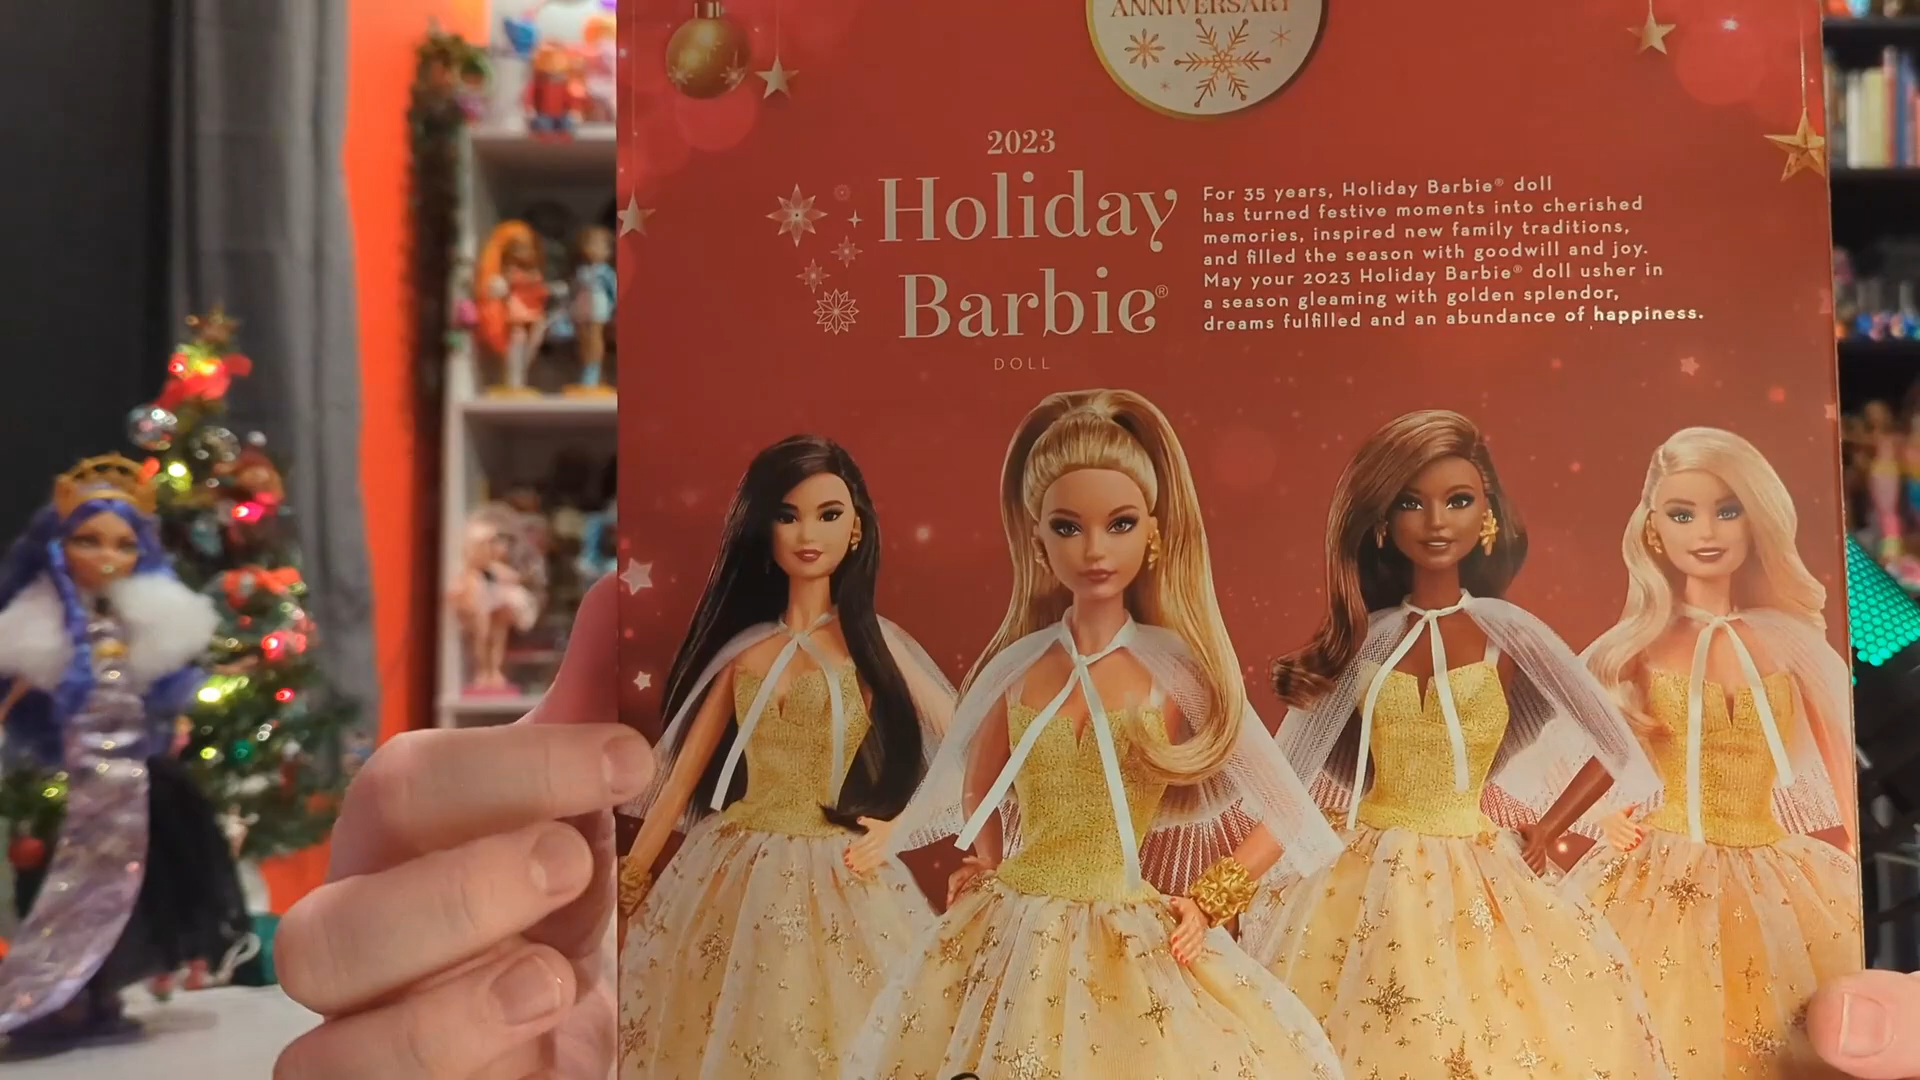 ANNIVERSARY
2023
Holiday
Barbie®
DOLL
For 35 years, Holiday Barbie® doll
has turned festive moments into cherished
memories, inspired new family traditions,
and filled the season with goodwill and joy.
May your 2023 Holiday Barbie® doll usher in
a season gleaming with golden splendor,
dreams fulfilled and an abundance of happiness.